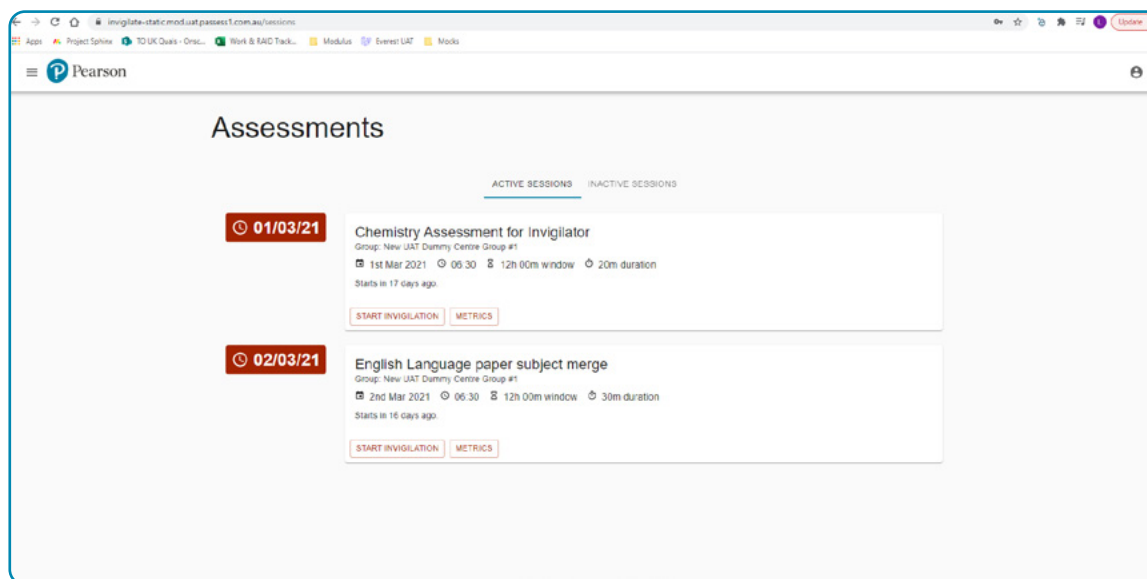 invigilate-static.mod.uat.passess1.com.au/sessions
Update
Apps Project Sphinx TO UK Quals - Onsc... Work & RAID Track... Modulus Everest UAT Mocks
Pearson
Assessments
ACTIVE SESSIONS INACTIVE SESSIONS
01/03/21
Chemistry Assessment for Invigilator
Group: New UAT Dummy Centre Group #1
1st Mar 2021 06:30 12h 00m window 20m duration
Starts in 17 days ago.
START INVIGILATION METRICS
02/03/21
English Language paper subject merge
Group: New UAT Dummy Centre Group #1
2nd Mar 2021 06:30 12h 00m window 30m duration
Starts in 16 days ago.
START INVIGILATION METRICS